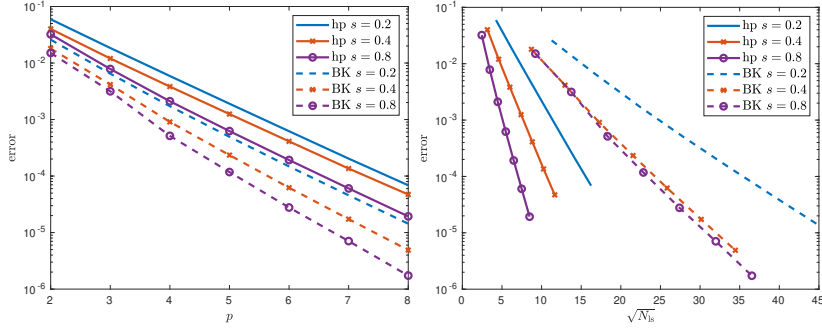 10^{-1}
10^{-2}
10^{-3}
10^{-4}
10^{-5}
10^{-6}
error
2 3 4 5 6 7 8
p
hp s = 0.2
hp s = 0.4
hp s = 0.8
BK s = 0.2
BK s = 0.4
BK s = 0.8
10^{-1}
10^{-2}
10^{-3}
10^{-4}
10^{-5}
10^{-6}
error
0 5 10 15 20 25 30 35 40 45
√N_{ls}
hp s = 0.2
hp s = 0.4
hp s = 0.8
BK s = 0.2
BK s = 0.4
BK s = 0.8